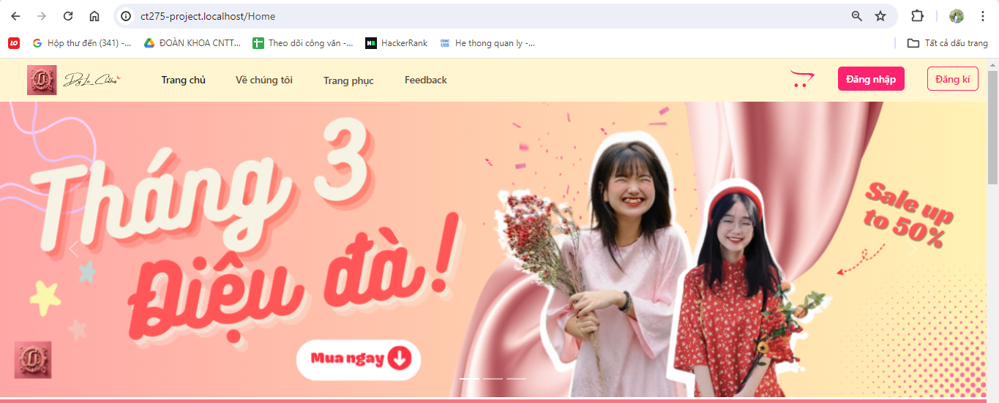 ct275-project.localhost/Home
Hộp thư đến (341) -...
ĐOÀN KHOA CNTT...
Theo dõi công văn -...
HackerRank
He thong quan ly -...
Tất cả dấu trang
Trang chủ
Về chúng tôi
Trang phục
Feedback
Đăng nhập
Đăng kí
Tháng 3
Điệu đà!
Sale up
to 50%
Mua ngay